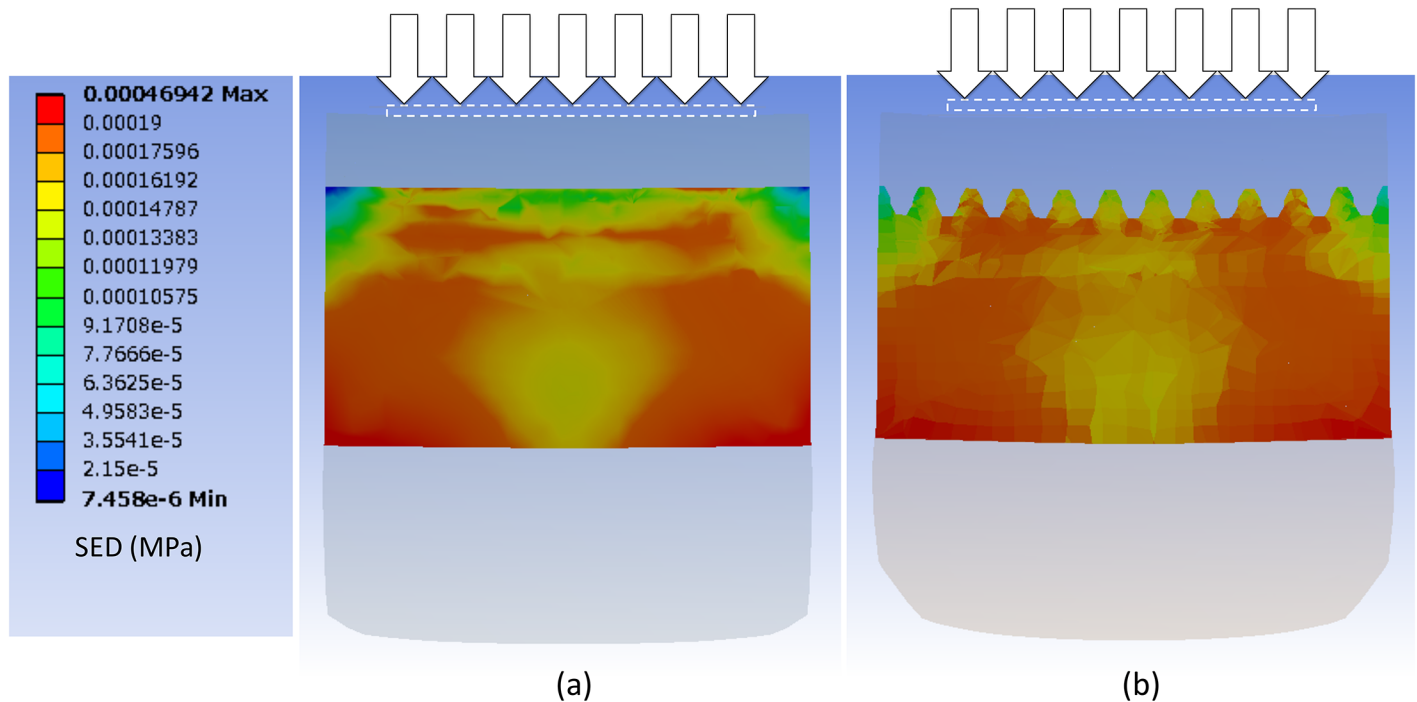 0.00046942 Max
0.00019
0.00017596
0.00016192
0.00014787
0.00013383
0.00011979
0.00010575
9.1708e-5
7.7666e-5
6.3625e-5
4.9583e-5
3.5541e-5
2.15e-5
7.458e-6 Min
SED (MPa)
(a)
(b)